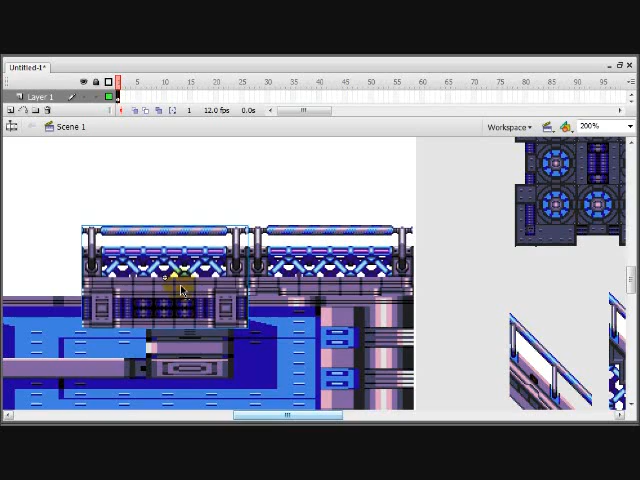 Untitled-1*
5 10 15 20 25 30 35 40 45 50 55 60 65 70 75 80 85 90 95
Layer 1
1 12.0 fps 0.0s
Scene 1 Workspace 200%